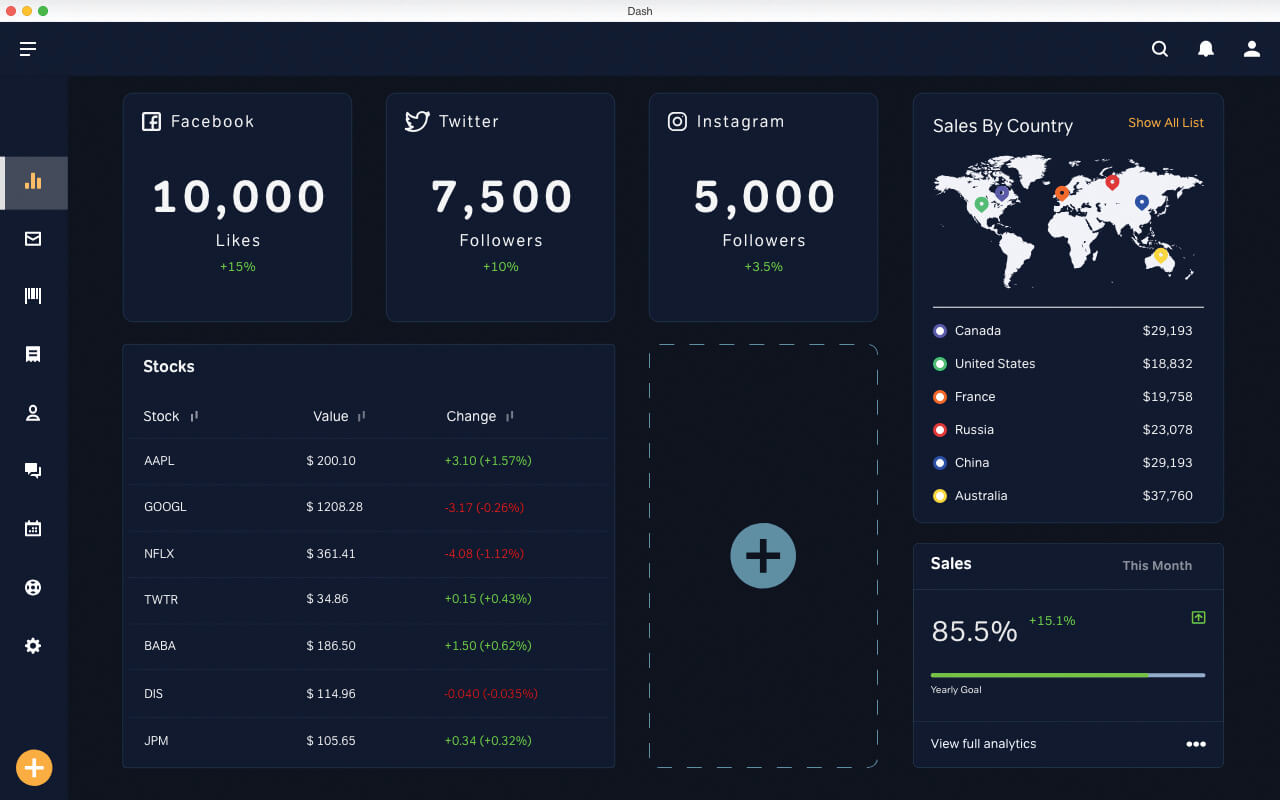 Dash
Facebook
10,000
Likes
+15%
Twitter
7,500
Followers
+10%
Instagram
5,000
Followers
+3.5%
Sales By Country
Show All List
Canada $29,193
United States $18,832
France $19,758
Russia $23,078
China $29,193
Australia $37,760
Stocks
Stock Value Change
AAPL $ 200.10 +3.10 (+1.57%)
GOOGL $ 1208.28 -3.17 (-0.26%)
NFLX $ 361.41 -4.08 (-1.12%)
TWTR $ 34.86 +0.15 (+0.43%)
BABA $ 186.50 +1.50 (+0.62%)
DIS $ 114.96 -0.040 (-0.035%)
JPM $ 105.65 +0.34 (+0.32%)
Sales This Month
85.5% +15.1%
Yearly Goal
View full analytics